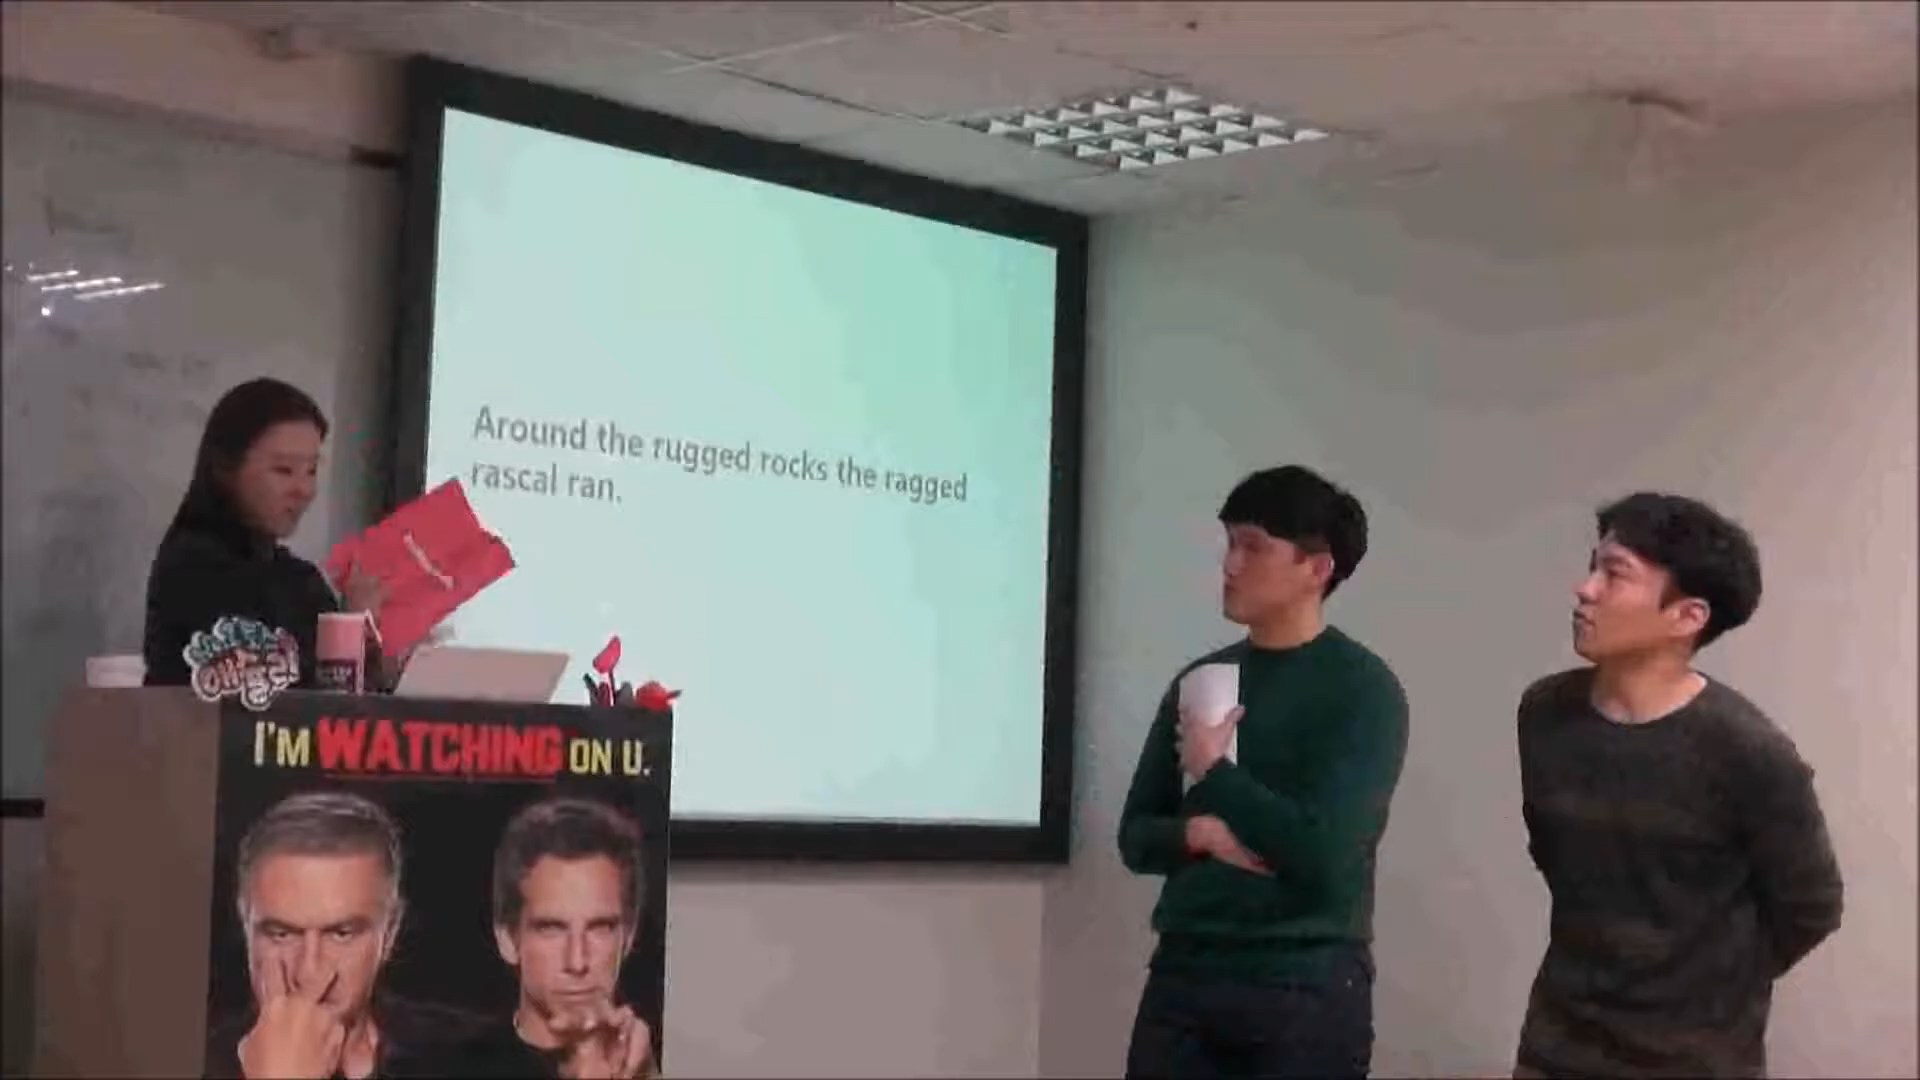 Around the rugged rocks the ragged
rascal ran.
I'M WATCHING ON U.